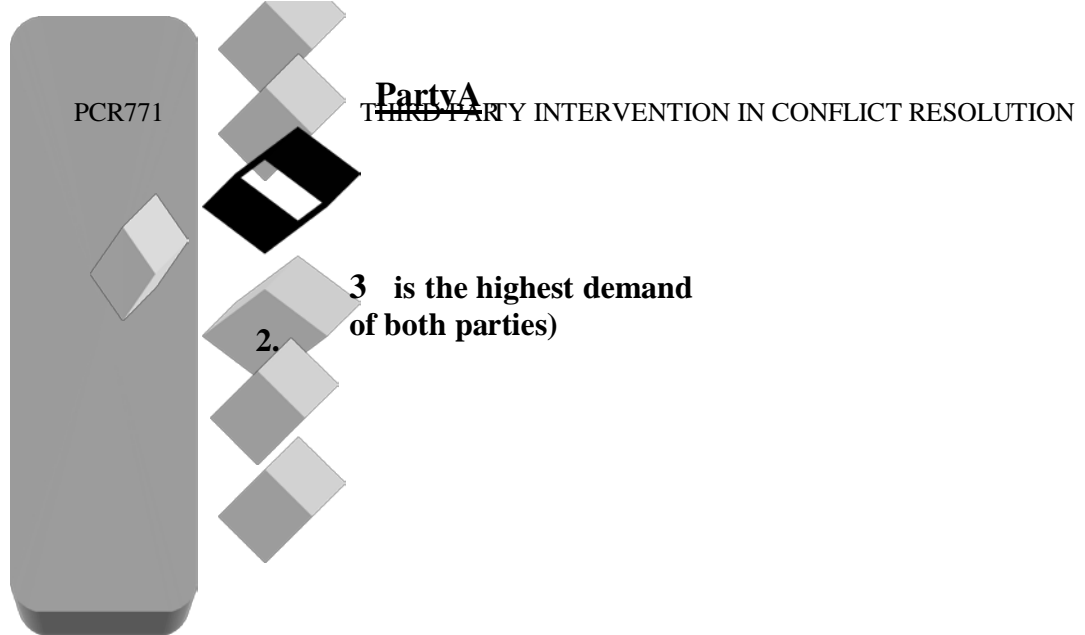 PartyA
PCR771 THIRD PARTY INTERVENTION IN CONFLICT RESOLUTION
3 is the highest demand
of both parties)
2.